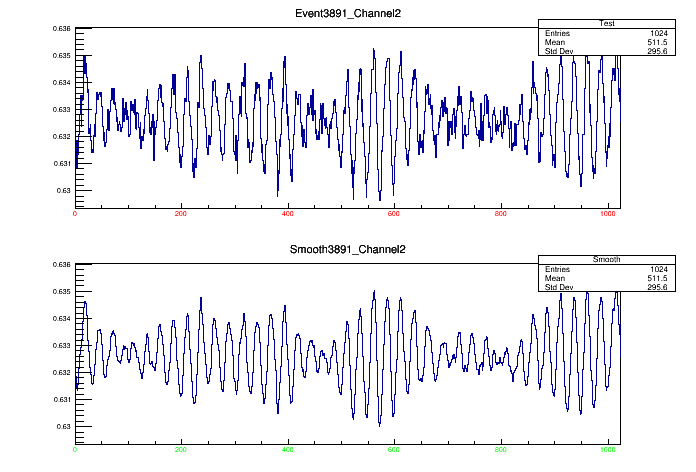 Event3891_Channel2
Test
Entries 1024
Mean 511.5
Std Dev 295.6
0.636
0.635
0.634
0.633
0.632
0.631
0.63
0 200 400 600 800 1000
Smooth3891_Channel2
Smooth
Entries 1024
Mean 511.5
Std Dev 295.6
0.636
0.635
0.634
0.633
0.632
0.631
0.63
0 200 400 600 800 1000